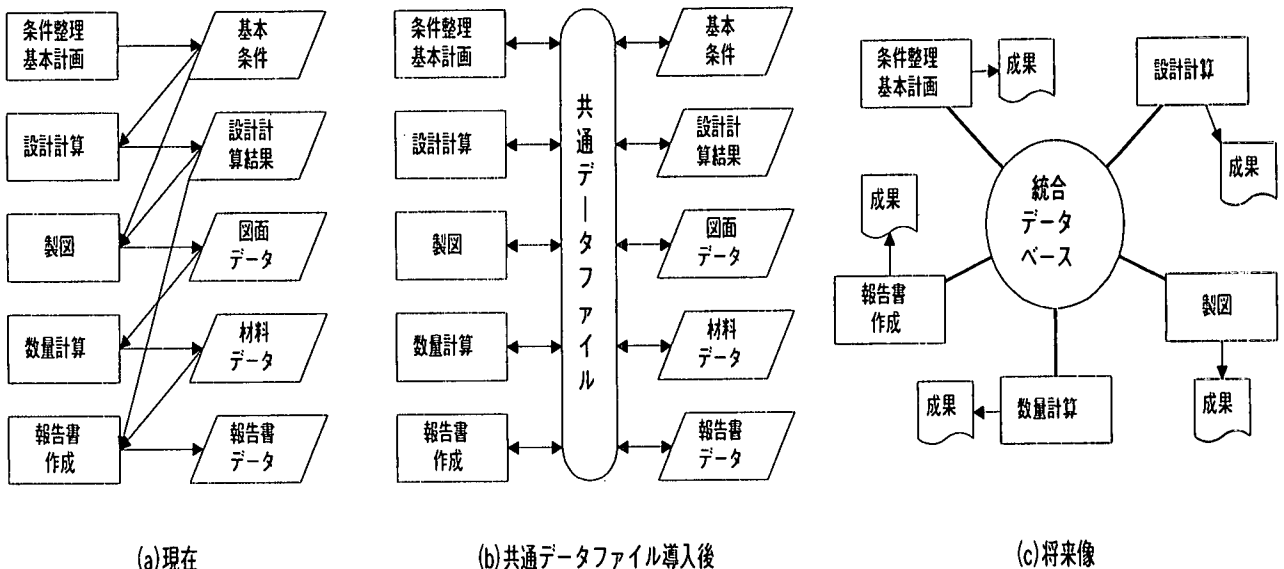 条件整理
基本計画
基本
条件
設計計算
設計計
算結果
製図
図面
データ
数量計算
材料
データ
報告書
作成
報告書
データ
(a)現在
条件整理
基本計画
基本
条件
設計計算
設計計
算結果
製図
図面
データ
数量計算
材料
データ
報告書
作成
報告書
データ
共通データファイル
(b)共通データファイル導入後
条件整理
基本計画
成果
設計計算
成果
統合
データ
ベース
成果
報告書
作成
製図
成果
数量計算
成果
(c)将来像